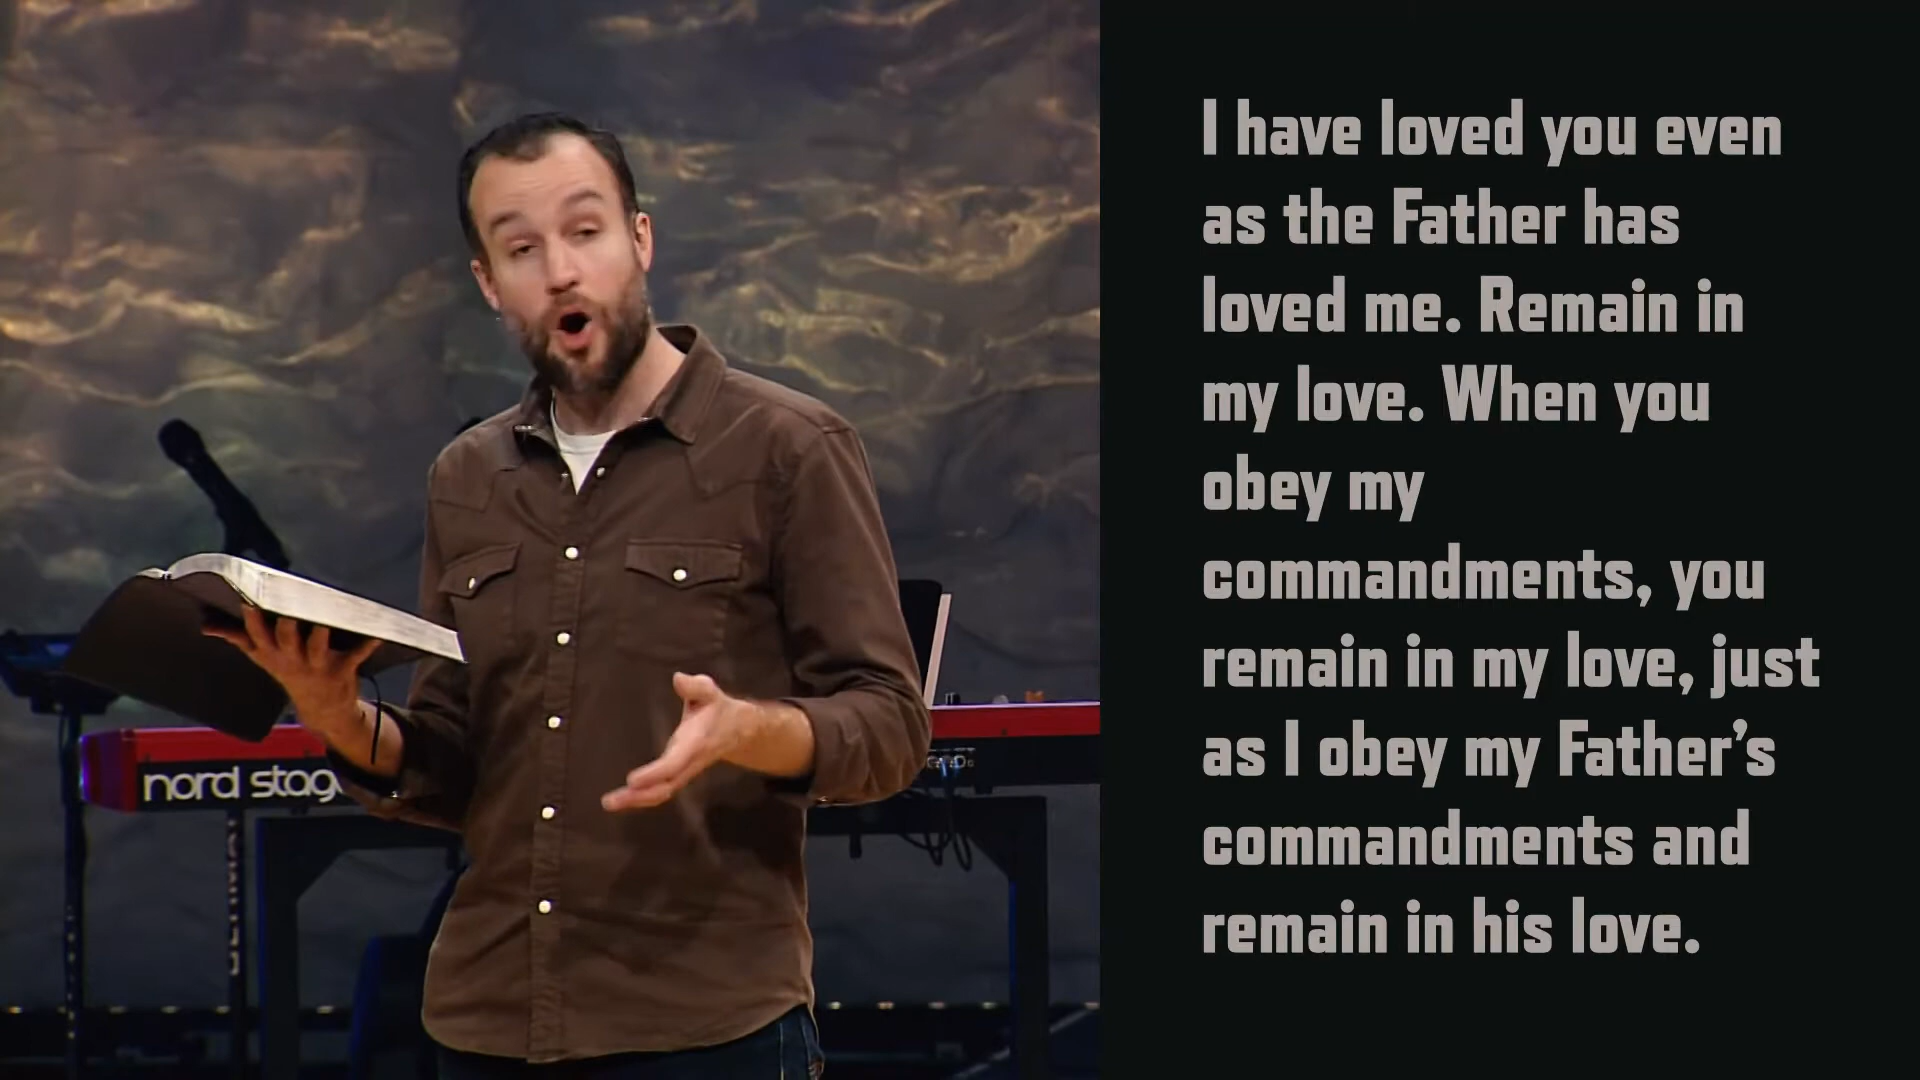 I have loved you even
as the Father has
loved me. Remain in
my love. When you
obey my
commandments, you
remain in my love, just
as I obey my Father's
commandments and
remain in his love.
nord stage